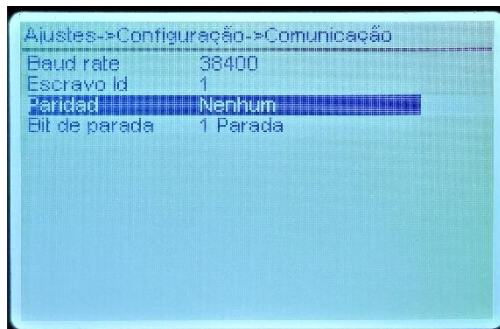 Ajustes->Configuração->Comunicação
Baud rate 38400
Escravo Id 1
Paridad Nenhum
Bit de parada 1 Parada